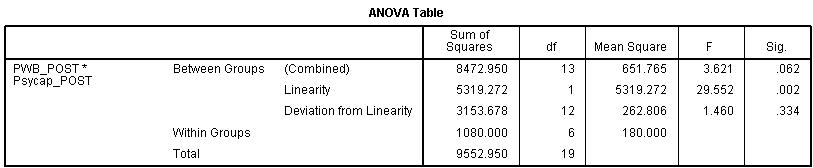 ANOVA Table
Sum of Squares df Mean Square F Sig.
PWB_POST * Psycap_POST Between Groups (Combined) 8472.950 13 651.765 3.621 .062
Linearity 5319.272 1 5319.272 29.552 .002
Deviation from Linearity 3153.678 12 262.806 1.460 .334
Within Groups 1080.000 6 180.000
Total 9552.950 19